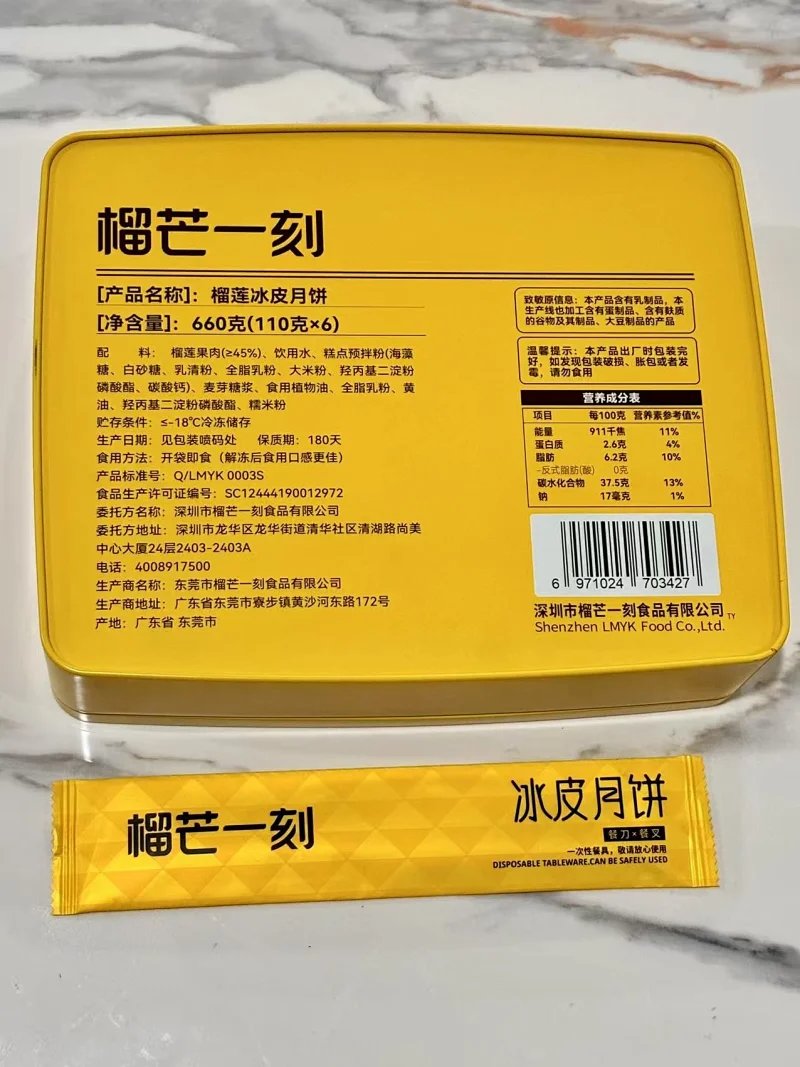 榴芒一刻
[产品名称]：榴莲冰皮月饼
[净含量]：660克(110克×6)
配 料：榴莲果肉(≥45%)、饮用水、糕点预拌粉(海藻
糖、白砂糖、乳清粉、全脂乳粉、大米粉、羟丙基二淀粉
磷酸酯、碳酸钙)、麦芽糖浆、食用植物油、全脂乳粉、黄
油、羟丙基二淀粉磷酸酯、糯米粉
贮存条件：≤-18℃冷冻储存
生产日期：见包装喷码处 保质期：180天
食用方法：开袋即食（解冻后食用口感更佳）
产品标准号：Q/LMYK 0003S
食品生产许可证编号：SC12444190012972
委托方名称：深圳市榴芒一刻食品有限公司
委托方地址：深圳市龙华区龙华街道清华社区清湖路尚美
中心大厦24层2403-2403A
电话：4008917500
生产商名称：东莞市榴芒一刻食品有限公司
生产商地址：广东省东莞市寮步镇黄沙河东路172号
产地：广东省 东莞市
致敏原信息：本产品含有乳制品，本
生产线也加工含有蛋制品、含有麸质
的谷物及其制品、大豆制品的产品
温馨提示：本产品出厂时包装完
好，如发现包装破损、胀包或者发
霉，请勿食用
营养成分表
项目 每100克 营养素参考值%
能量 911千焦 11%
蛋白质 2.6克 4%
脂肪 6.2克 10%
-反式脂肪(酸) 0克
碳水化合物 37.5克 13%
钠 17毫克 1%
6 971024 703427
深圳市榴芒一刻食品有限公司 TY
Shenzhen LMYK Food Co.,Ltd.
榴芒一刻
冰皮月饼
餐刀×餐叉
一次性餐具，敬请放心使用
DISPOSABLE TABLEWARE.CAN BE SAFELY USED